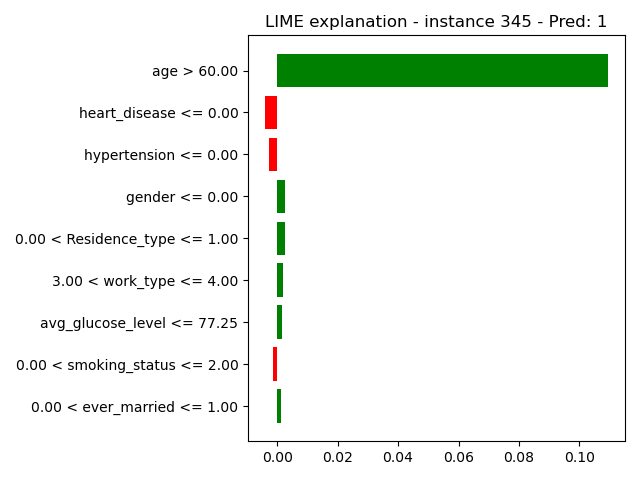 LIME explanation - instance 345 - Pred: 1
age > 60.00
heart_disease <= 0.00
hypertension <= 0.00
gender <= 0.00
0.00 < Residence_type <= 1.00
3.00 < work_type <= 4.00
avg_glucose_level <= 77.25
0.00 < smoking_status <= 2.00
0.00 < ever_married <= 1.00
0.00 0.02 0.04 0.06 0.08 0.10